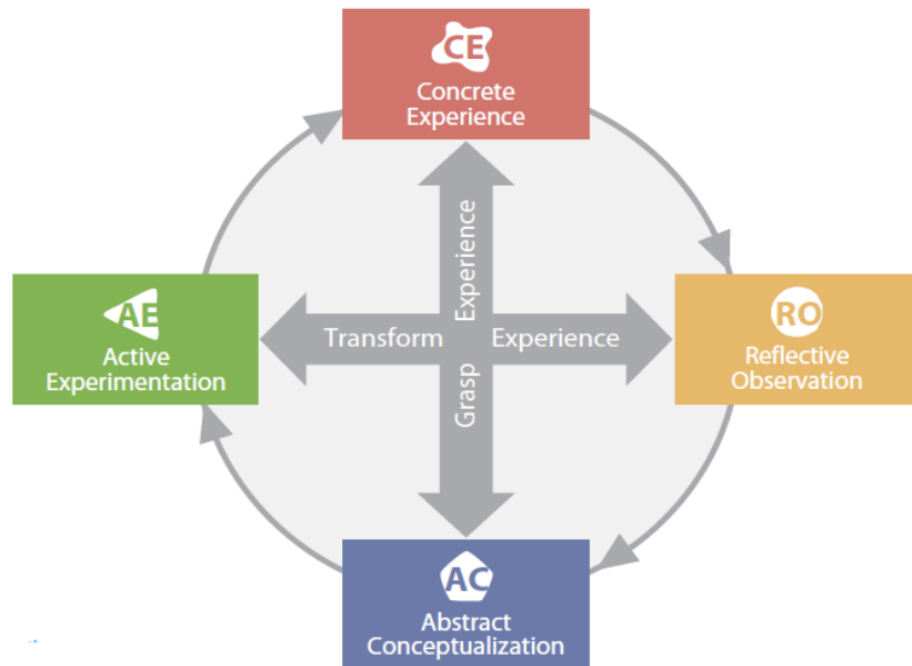 CE
Concrete
Experience
AE
Active
Experimentation
Transform Experience
Grasp Experience
RO
Reflective
Observation
AC
Abstract
Conceptualization